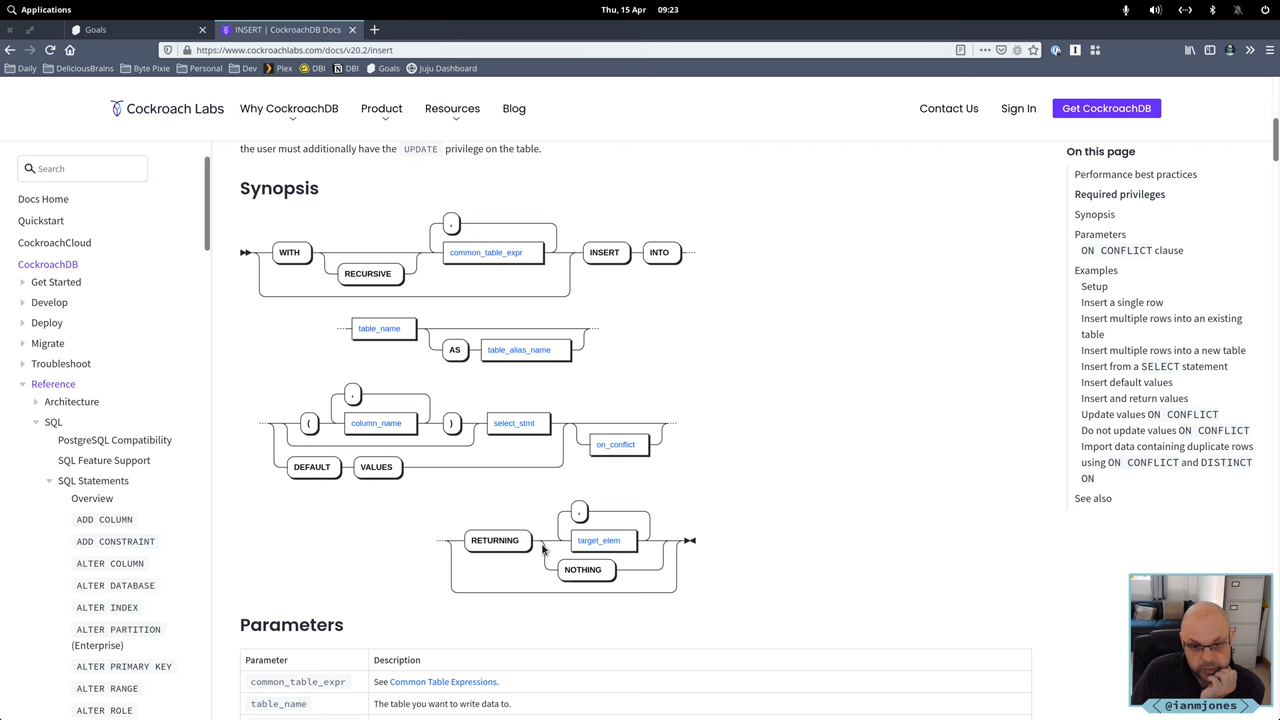 Applications
Thu, 15 Apr 09:23
Goals
INSERT | CockroachDB Docs
https://www.cockroachlabs.com/docs/v20.2/insert
Daily
DeliciousBrains
Byte Pixie
Personal
Dev
Plex
DBI
DBI
Goals
Juju Dashboard
Cockroach Labs
Why CockroachDB
Product
Resources
Blog
Contact Us
Sign In
Get CockroachDB
Search
Docs Home
Quickstart
CockroachCloud
CockroachDB
Get Started
Develop
Deploy
Migrate
Troubleshoot
Reference
Architecture
SQL
PostgreSQL Compatibility
SQL Feature Support
SQL Statements
Overview
ADD COLUMN
ADD CONSTRAINT
ALTER COLUMN
ALTER DATABASE
ALTER INDEX
ALTER PARTITION
(Enterprise)
ALTER PRIMARY KEY
ALTER RANGE
ALTER ROLE
the user must additionally have the UPDATE privilege on the table.
Synopsis
,
WITH
RECURSIVE
common_table_expr
INSERT
INTO
table_name
AS
table_alias_name
,
(
column_name
)
select_stmt
on_conflict
DEFAULT
VALUES
,
RETURNING
target_elem
NOTHING
Parameters
Parameter Description
common_table_expr See Common Table Expressions.
table_name The table you want to write data to.
On this page
Performance best practices
Required privileges
Synopsis
Parameters
ON CONFLICT clause
Examples
Setup
Insert a single row
Insert multiple rows into an existing
table
Insert multiple rows into a new table
Insert from a SELECT statement
Insert default values
Insert and return values
Update values ON CONFLICT
Do not update values ON CONFLICT
Import data containing duplicate rows
using ON CONFLICT and DISTINCT
ON
See also
<@ianmjones>